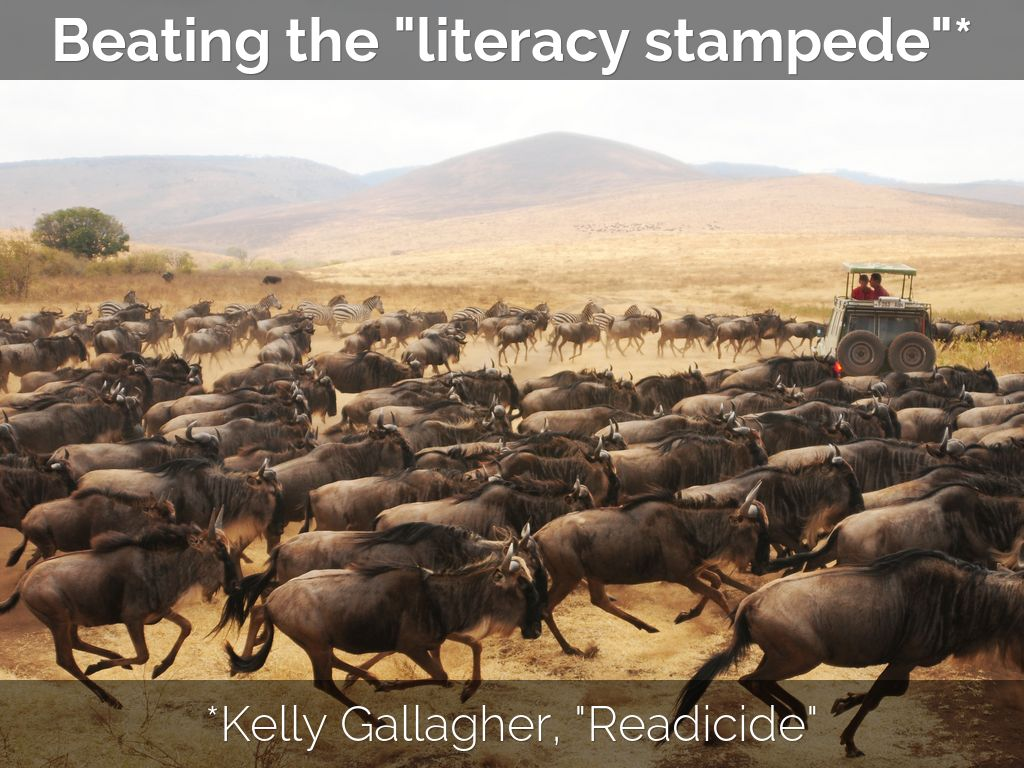 Beating the "literacy stampede"*
*Kelly Gallagher, "Readicide"